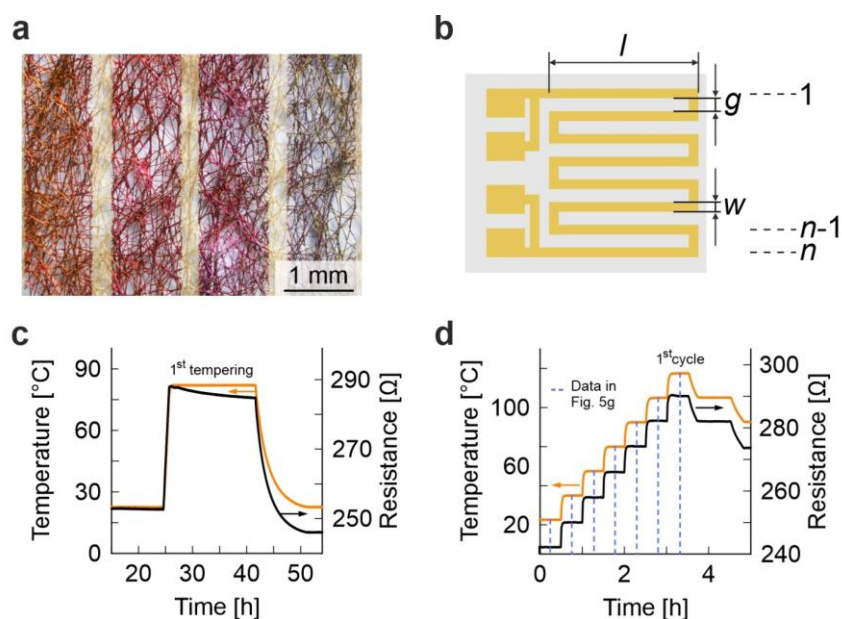 a
1 mm
b
l
g
1
w
n-1
n
c
1st tempering
Temperature [°C]
90
60
30
0
Resistance [Ω]
290
270
250
20 30 40 50
Time [h]
d
1st cycle
Data in
Fig. 5g
Temperature [°C]
100
60
20
Resistance [Ω]
300
280
260
240
0 2 4
Time [h]